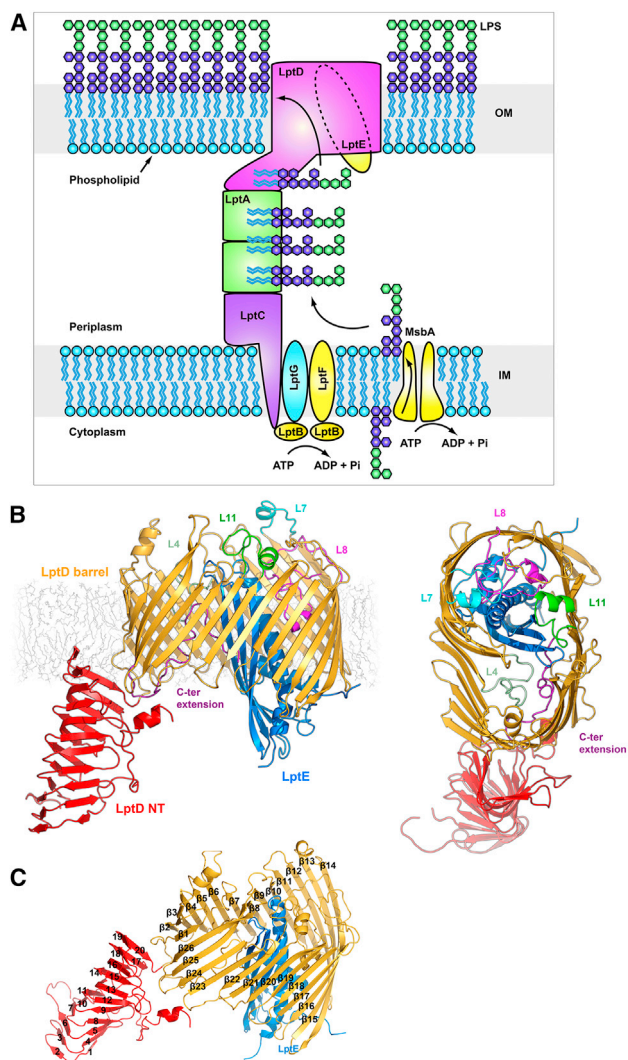 A
LPS
LptD
LptE
OM
Phospholipid
LptA
LptC
Periplasm
MsbA
LptG
LptF
IM
Cytoplasm
LptB
LptB
ATP
ADP + Pi
ATP
ADP + Pi
B
L7
L8
L4
L11
L8
LptD barrel
L7
L11
L4
C-ter
extension
C-ter
extension
LptE
LptD NT
C
β13
β12
β14
β11
β10
β9
β8
β7
β6
β5
β4
β3
β2
β1
β26
β25
β24
β23
β22
β21
β20
β19
β18
β17
β16
β15
19
20
18
17
16
15
14
13
12
11
10
9
8
7
6
5
4
3
2
1
LptE